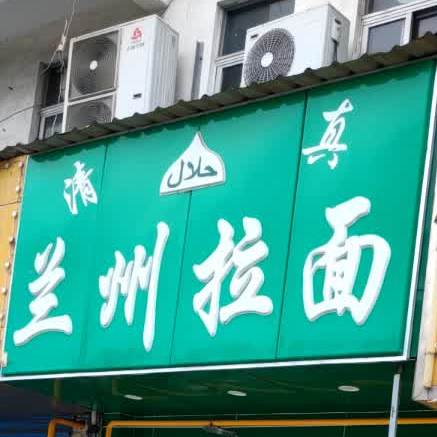 清 حلال 真
兰州拉面